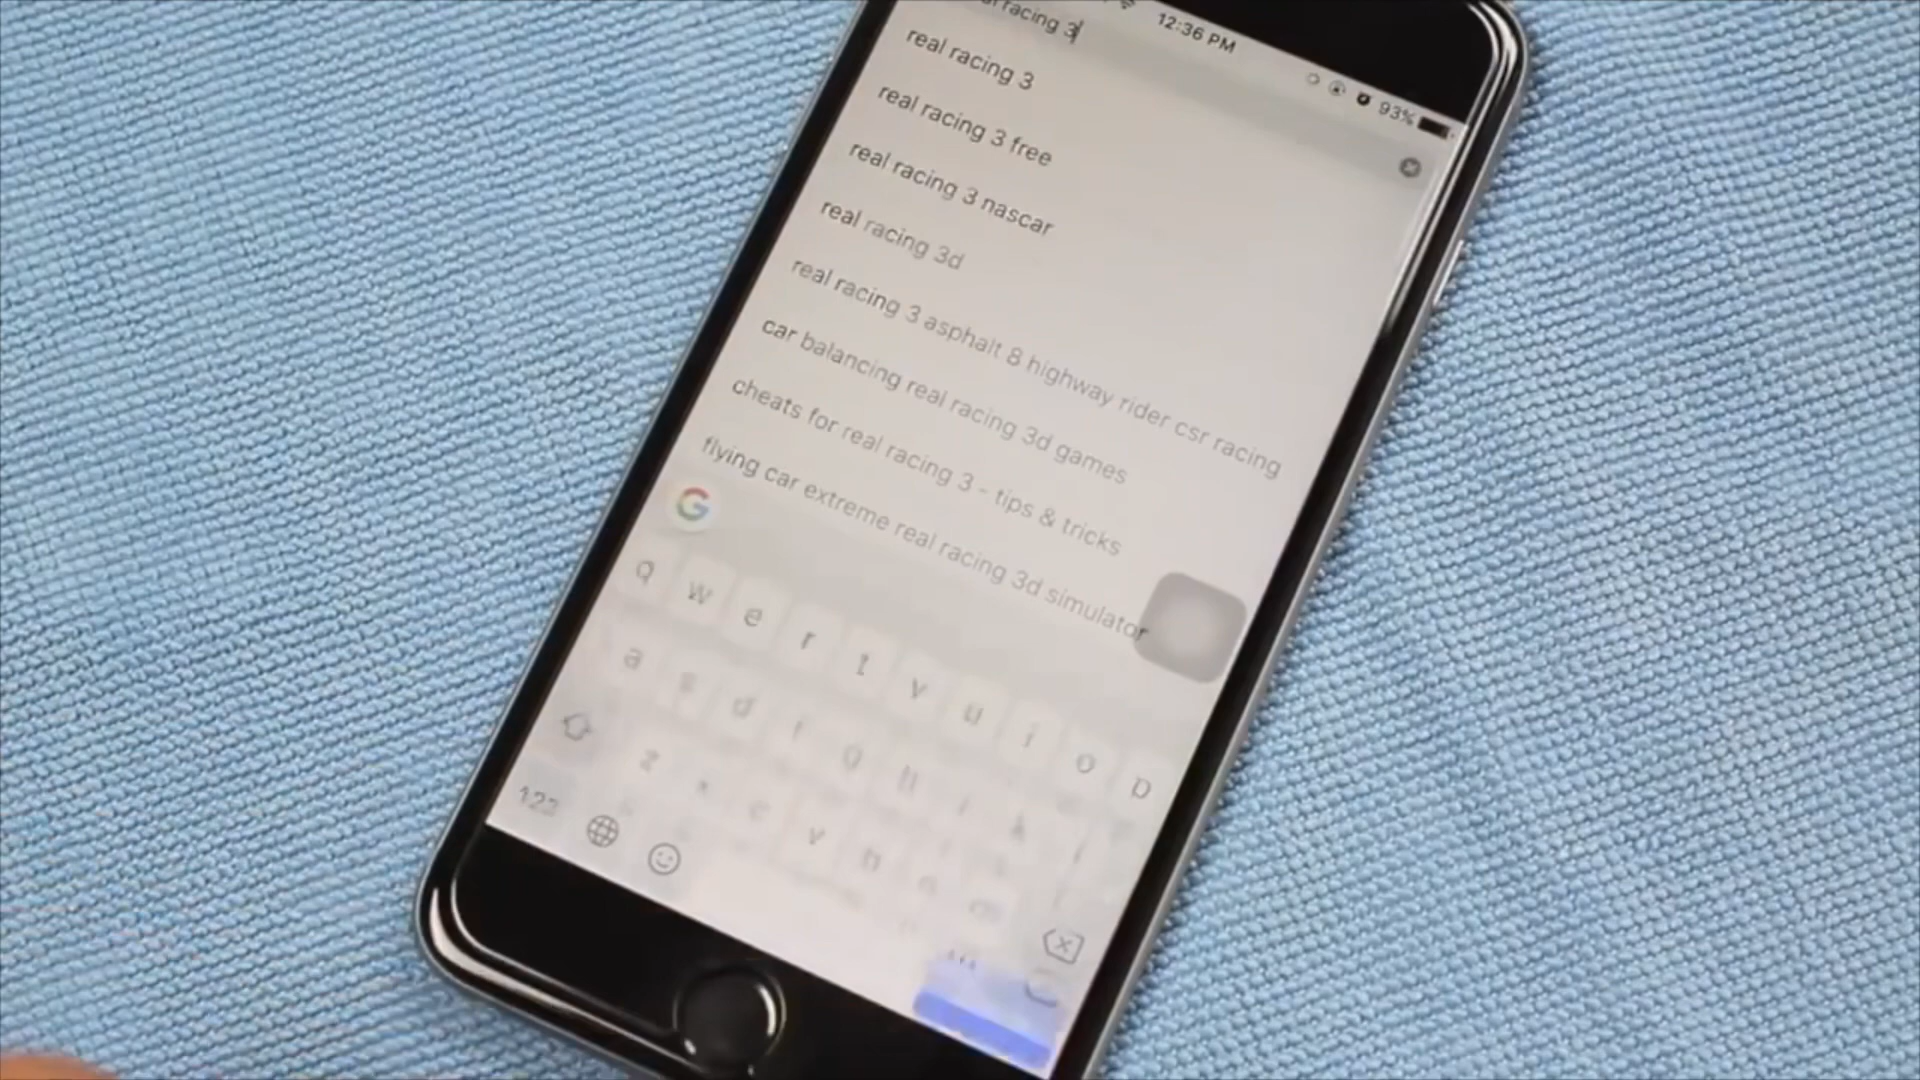 racing 3
12:36 PM
93%
real racing 3
real racing 3 free
real racing 3 nascar
real racing 3d
real racing 3 asphalt 8 highway rider csr racing
car balancing real racing 3d games
cheats for real racing 3 - tips & tricks
flying car extreme real racing 3d simulator
G
q w e r t y u i o p
a s d f g h
z c v
123